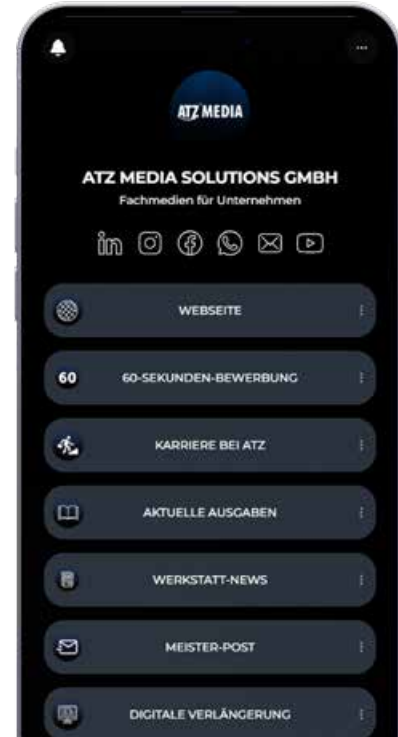 ATZ MEDIA
ATZ MEDIA SOLUTIONS GMBH
Fachmedien für Unternehmen
WEBSEITE
60
60-SEKUNDEN-BEWERBUNG
KARRIERE BEI ATZ
AKTUELLE AUSGABEN
WERKSTATT-NEWS
MEISTER-POST
DIGITALE VERLÄNGERUNG